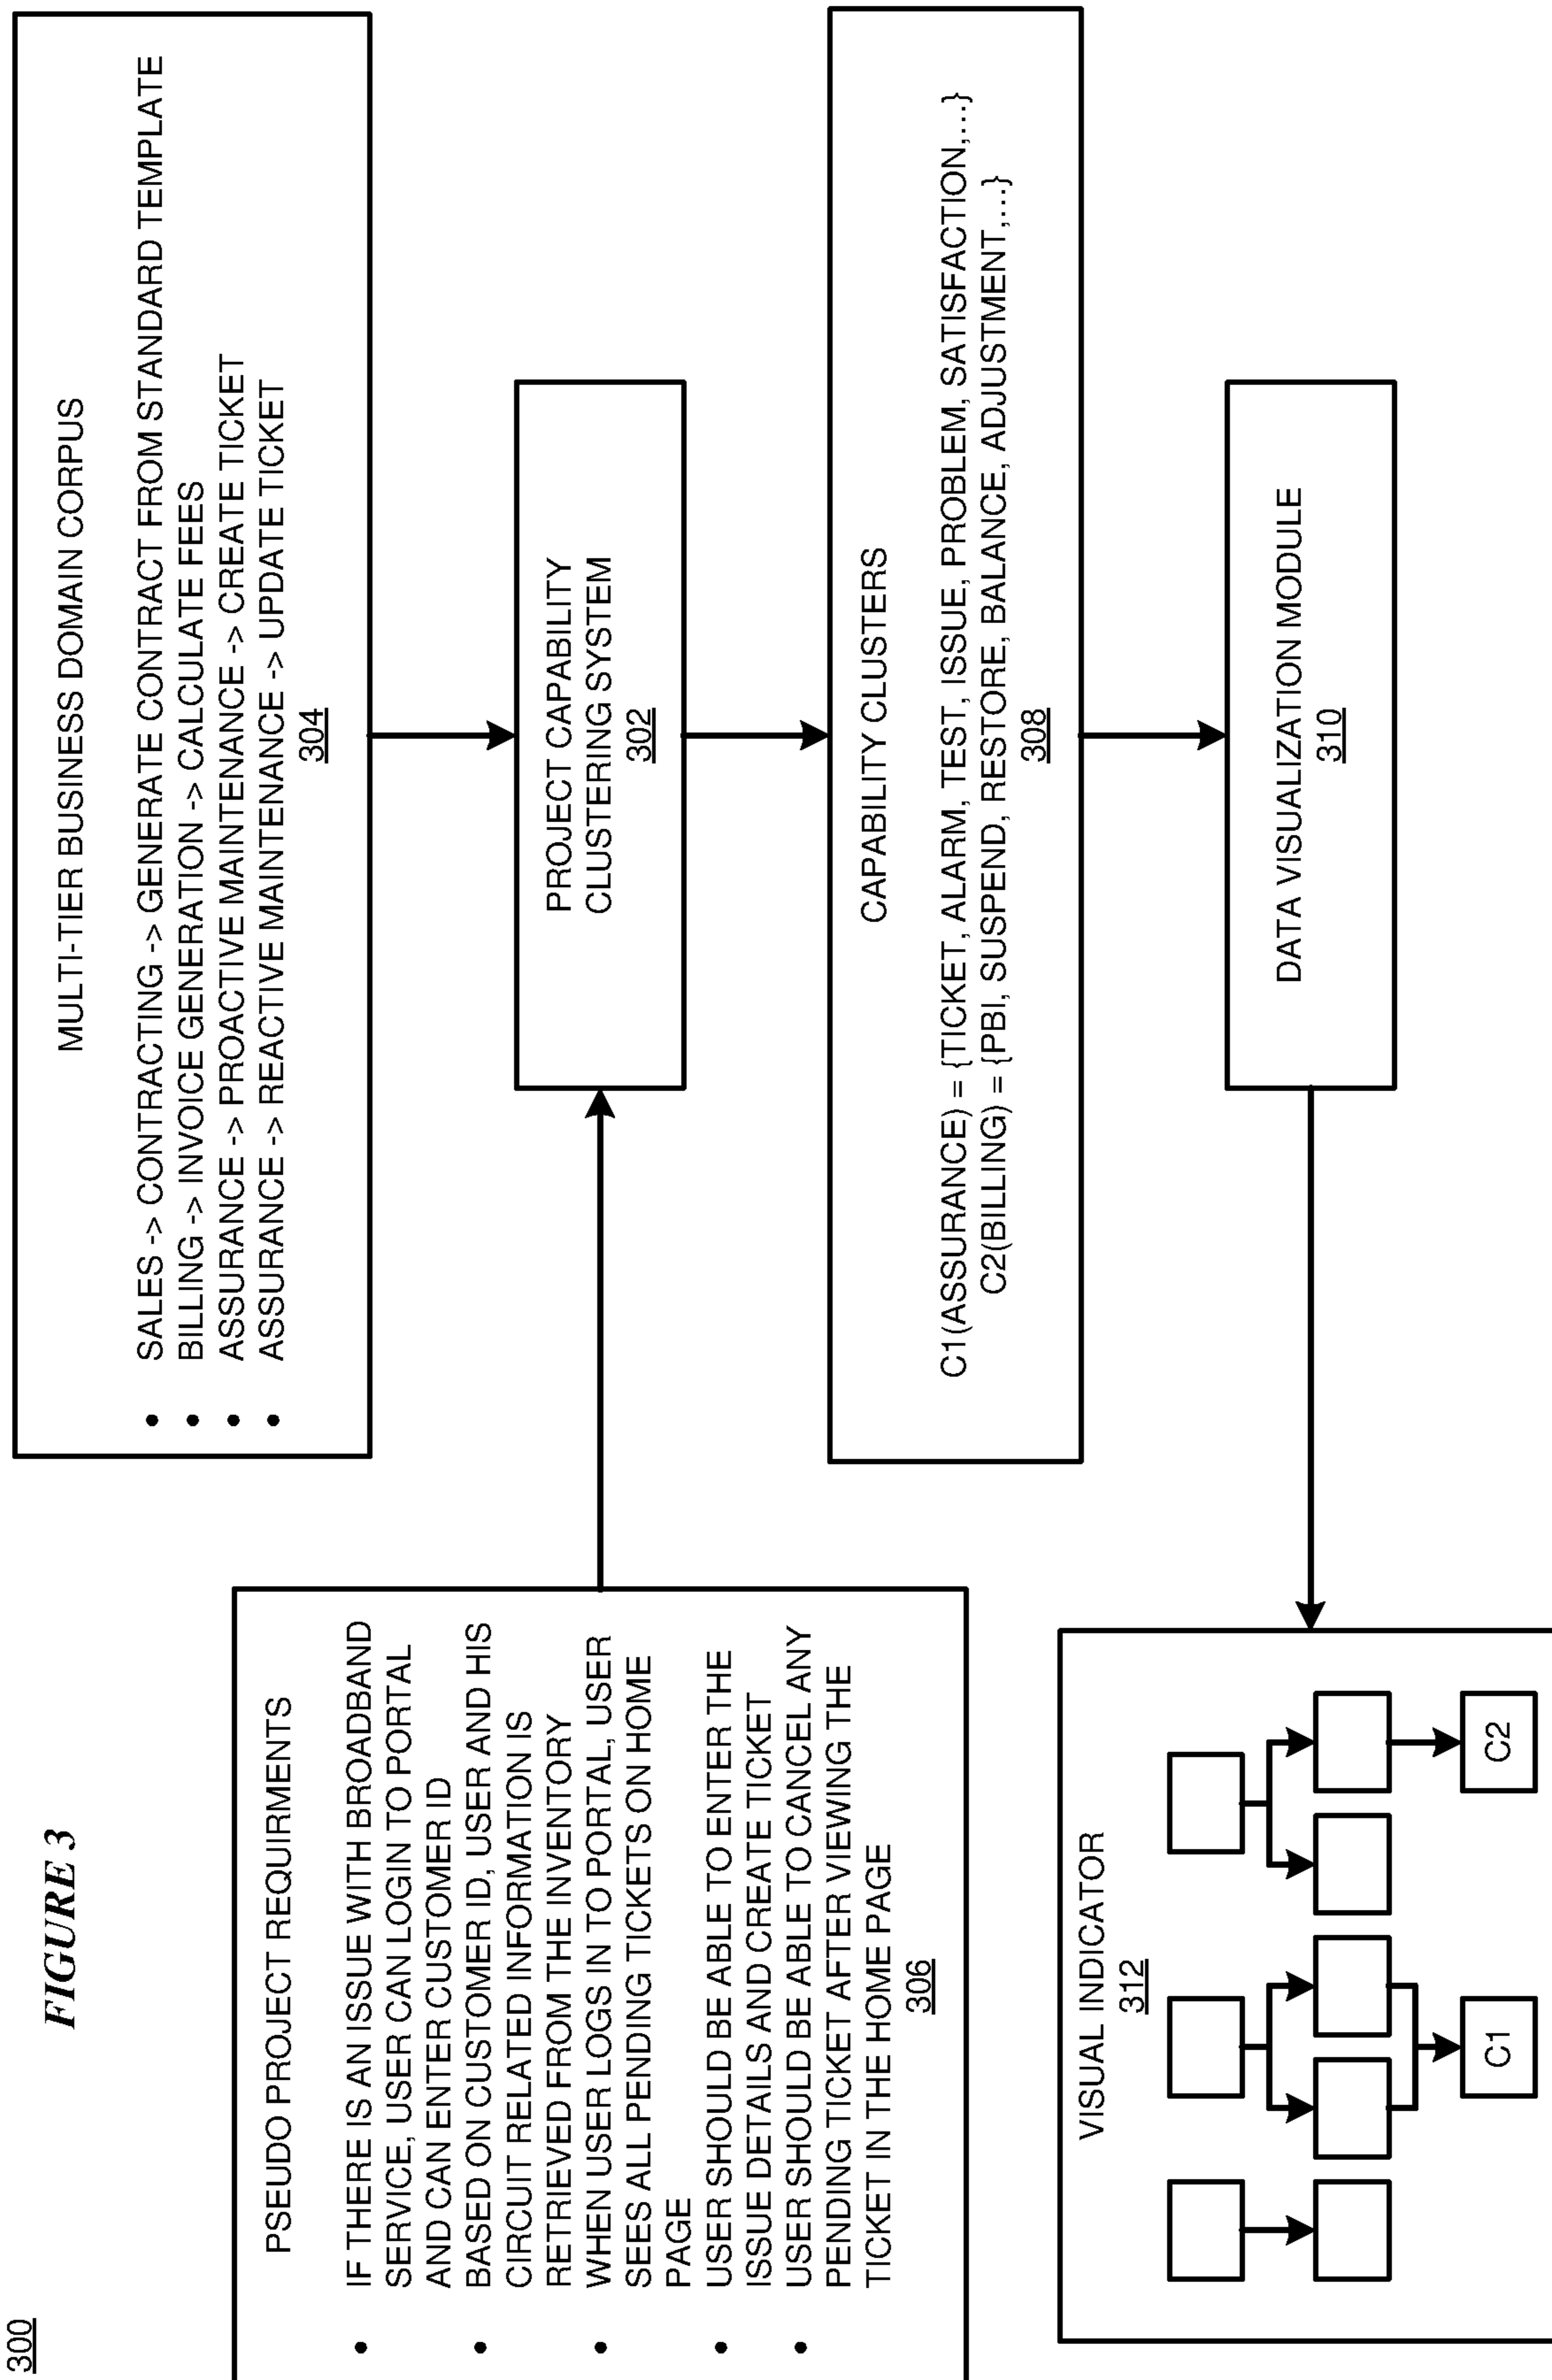 300
FIGURE 3
MULTI-TIER BUSINESS DOMAIN CORPUS
• SALES -> CONTRACTING -> GENERATE CONTRACT FROM STANDARD TEMPLATE
• BILLING -> INVOICE GENERATION -> CALCULATE FEES
• ASSURANCE -> PROACTIVE MAINTENANCE -> CREATE TICKET
• ASSURANCE -> REACTIVE MAINTENANCE -> UPDATE TICKET
304
PSEUDO PROJECT REQUIRMENTS
• IF THERE IS AN ISSUE WITH BROADBAND
SERVICE, USER CAN LOGIN TO PORTAL
AND CAN ENTER CUSTOMER ID
• BASED ON CUSTOMER ID, USER AND HIS
CIRCUIT RELATED INFORMATION IS
RETRIEVED FROM THE INVENTORY
• WHEN USER LOGS IN TO PORTAL, USER
SEES ALL PENDING TICKETS ON HOME
PAGE
• USER SHOULD BE ABLE TO ENTER THE
ISSUE DETAILS AND CREATE TICKET
• USER SHOULD BE ABLE TO CANCEL ANY
PENDING TICKET AFTER VIEWING THE
TICKET IN THE HOME PAGE
306
PROJECT CAPABILITY
CLUSTERING SYSTEM
302
CAPABILITY CLUSTERS
C1(ASSURANCE) = {TICKET, ALARM, TEST, ISSUE, PROBLEM, SATISFACTION,...}
C2(BILLING) = {PBI, SUSPEND, RESTORE, BALANCE, ADJUSTMENT,...}
308
DATA VISUALIZATION MODULE
310
VISUAL INDICATOR
312
C1
C2